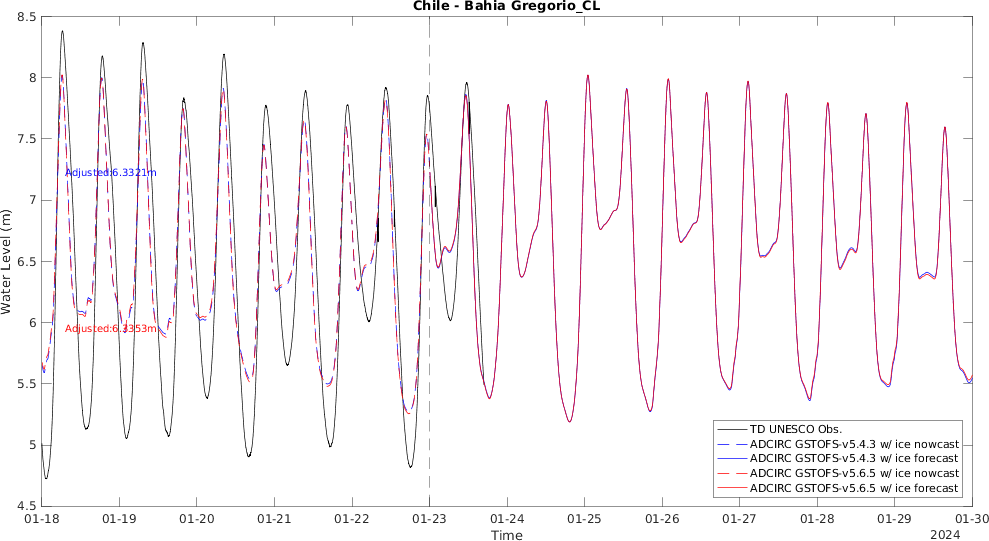 Chile - Bahia Gregorio_CL
8.5
8
7.5
7
6.5
6
5.5
5
4.5
Water Level (m)
Adjusted:6.3321m
Adjusted:6.3353m
TD UNESCO Obs.
ADCIRC GSTOFS-v5.4.3 w/ ice nowcast
ADCIRC GSTOFS-v5.4.3 w/ ice forecast
ADCIRC GSTOFS-v5.6.5 w/ ice nowcast
ADCIRC GSTOFS-v5.6.5 w/ ice forecast
01-18 01-19 01-20 01-21 01-22 01-23 01-24 01-25 01-26 01-27 01-28 01-29 01-30
Time
2024